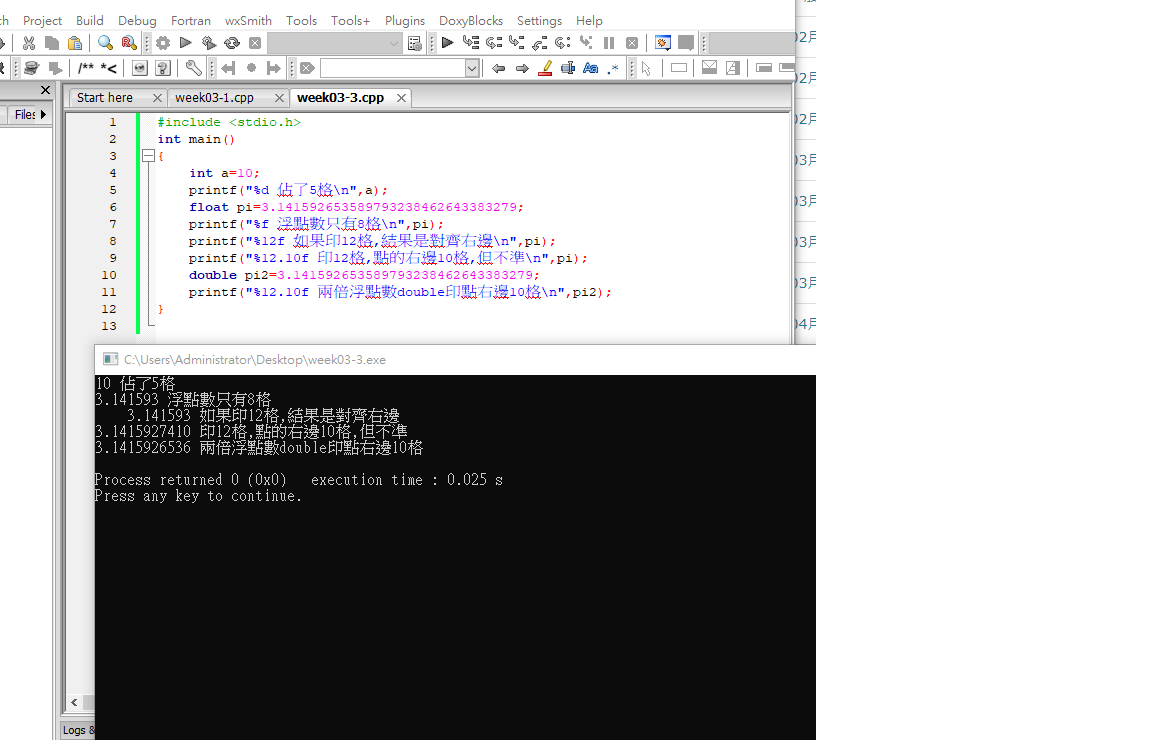 Project Build Debug Fortran wxSmith Tools Tools+ Plugins DoxyBlocks Settings Help
/** *<
Files
Start here week03-1.cpp week03-3.cpp
1 #include <stdio.h>
2 int main()
3 {
4 int a=10;
5 printf("%d 佔了5格\n",a);
6 float pi=3.141592653589793238462643383279;
7 printf("%f 浮點數只有8格\n",pi);
8 printf("%12f 如果印12格,結果是對齊右邊\n",pi);
9 printf("%12.10f 印12格,點的右邊10格,但不準\n",pi);
10 double pi2=3.141592653589793238462643383279;
11 printf("%12.10f 兩倍浮點數double印點右邊10格\n",pi2);
12 }
13
C:\Users\Administrator\Desktop\week03-3.exe
10 佔了5格
3.141593 浮點數只有8格
    3.141593 如果印12格,結果是對齊右邊
3.1415927410 印12格,點的右邊10格,但不準
3.1415926536 兩倍浮點數double印點右邊10格
Process returned 0 (0x0)   execution time : 0.025 s
Press any key to continue.
Logs &
02月
02月
02月
03月
03月
03月
03月
04月